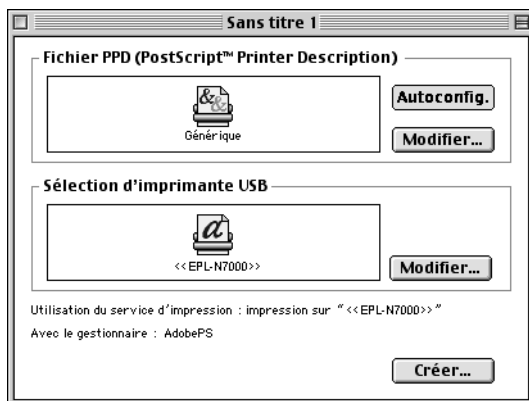 Sans titre 1
Fichier PPD (PostScript™ Printer Description)
Générique
Autoconfig.
Modifier...
Sélection d'imprimante USB
<<EPL-N7000>>
Modifier...
Utilisation du service d'impression : impression sur "<<EPL-N7000>>"
Avec le gestionnaire : AdobePS
Créer...